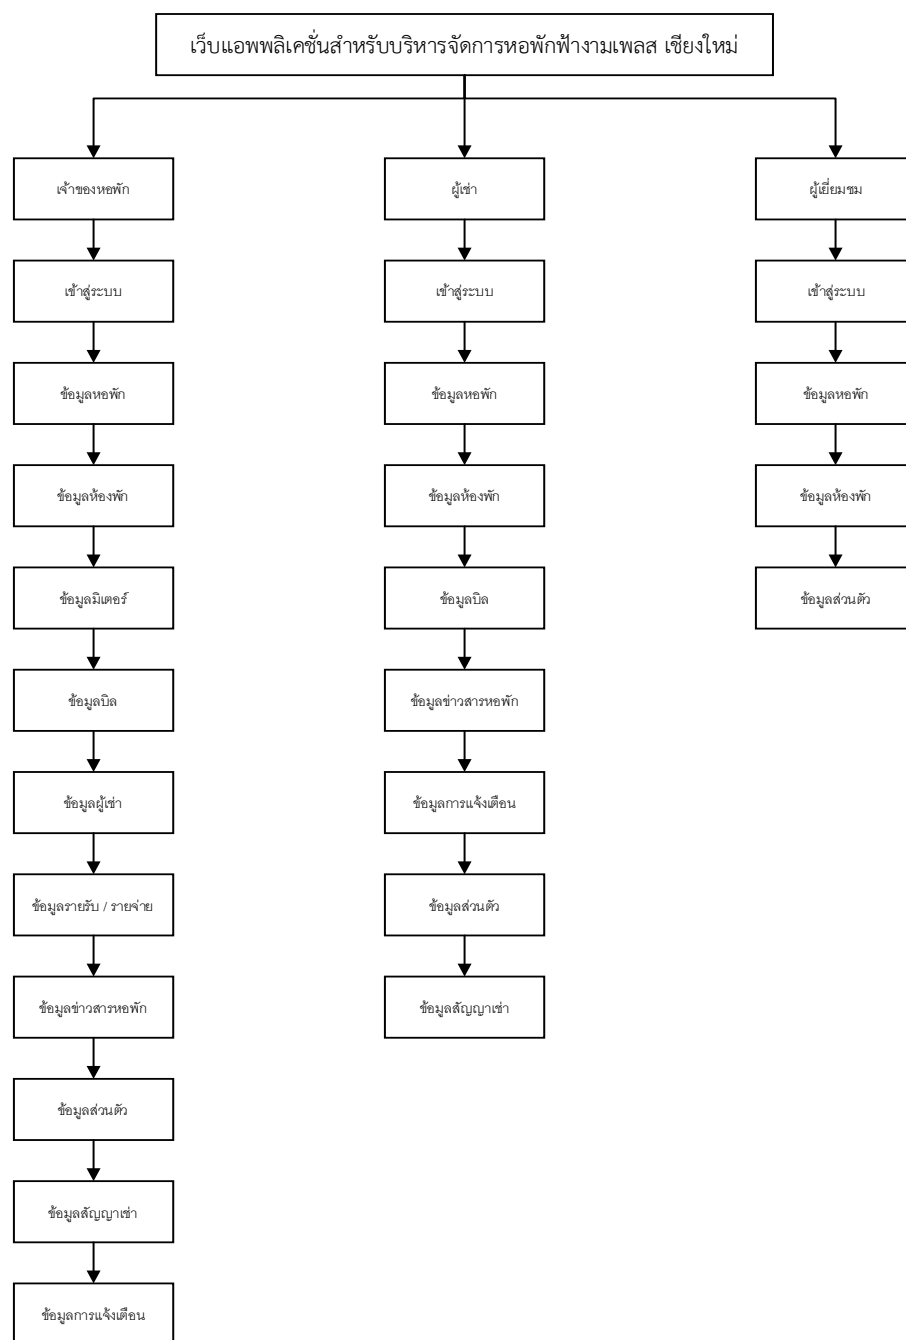 เว็บแอพพลิเคชั่นสำหรับบริหารจัดการหอพักฟ้างามเพลส เชียงใหม่
เจ้าของหอพัก
เข้าสู่ระบบ
ข้อมูลหอพัก
ข้อมูลห้องพัก
ข้อมูลมิเตอร์
ข้อมูลบิล
ข้อมูลผู้เช่า
ข้อมูลรายรับ / รายจ่าย
ข้อมูลข่าวสารหอพัก
ข้อมูลส่วนตัว
ข้อมูลสัญญาเช่า
ข้อมูลการแจ้งเตือน
ผู้เช่า
เข้าสู่ระบบ
ข้อมูลหอพัก
ข้อมูลห้องพัก
ข้อมูลบิล
ข้อมูลข่าวสารหอพัก
ข้อมูลการแจ้งเตือน
ข้อมูลส่วนตัว
ข้อมูลสัญญาเช่า
ผู้เยี่ยมชม
เข้าสู่ระบบ
ข้อมูลหอพัก
ข้อมูลห้องพัก
ข้อมูลส่วนตัว